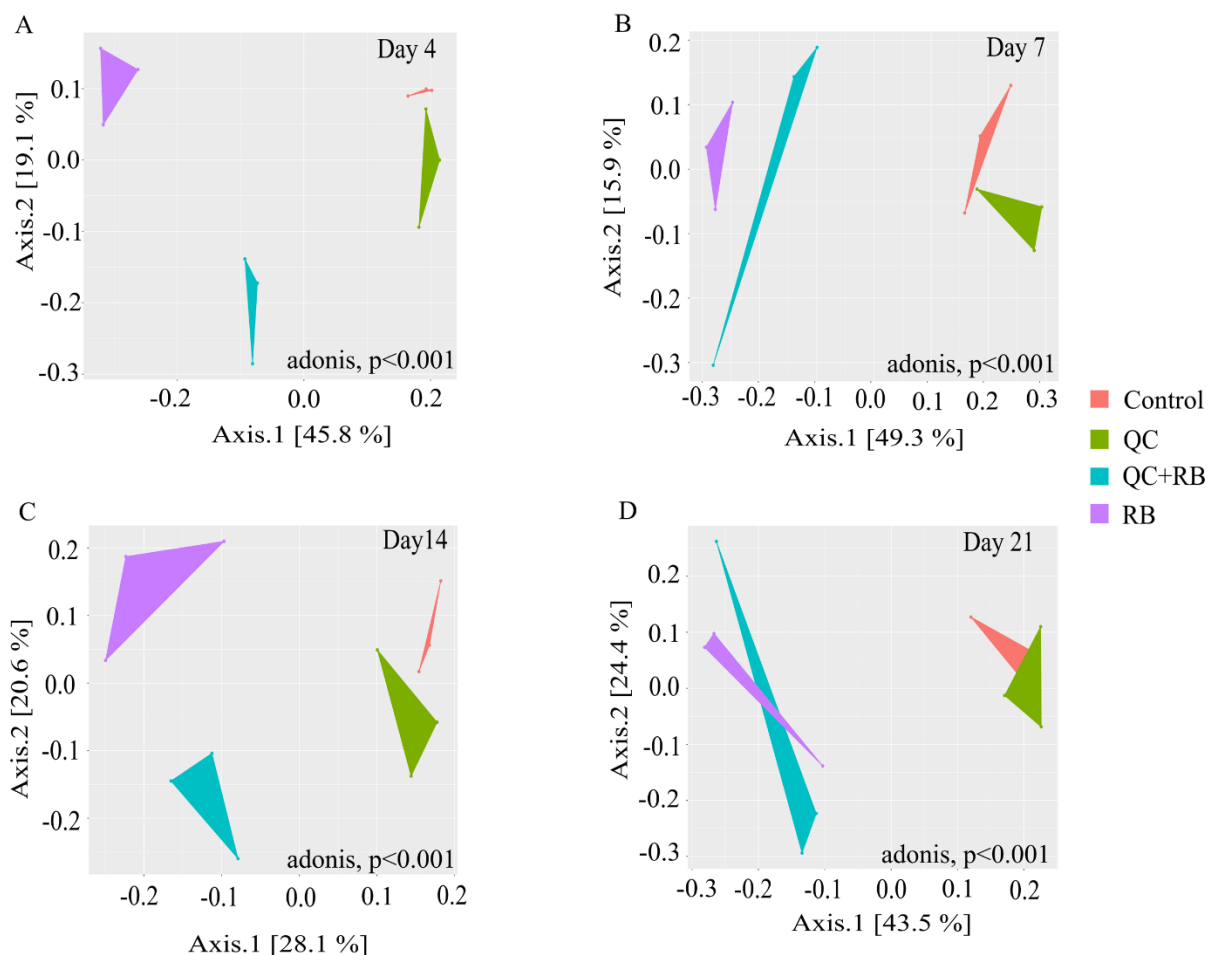 A
Day 4
0.1
0.0
-0.1
-0.2
-0.3
Axis.2 [19.1 %]
adonis, p<0.001
-0.2
0.0
0.2
Axis.1 [45.8 %]
B
Day 7
0.2
0.1
0.0
-0.1
-0.2
-0.3
Axis.2 [15.9 %]
adonis, p<0.001
-0.3
-0.2
-0.1
0.0
0.1
0.2
0.3
Axis.1 [49.3 %]
Control
QC
QC+RB
RB
C
Day14
0.2
0.1
0.0
-0.1
-0.2
Axis.2 [20.6 %]
adonis, p<0.001
-0.2
-0.1
0.0
0.1
0.2
Axis.1 [28.1 %]
D
Day 21
0.2
0.1
0.0
-0.1
-0.2
-0.3
Axis.2 [24.4 %]
adonis, p<0.001
-0.3
-0.2
-0.1
0.0
0.1
0.2
Axis.1 [43.5 %]